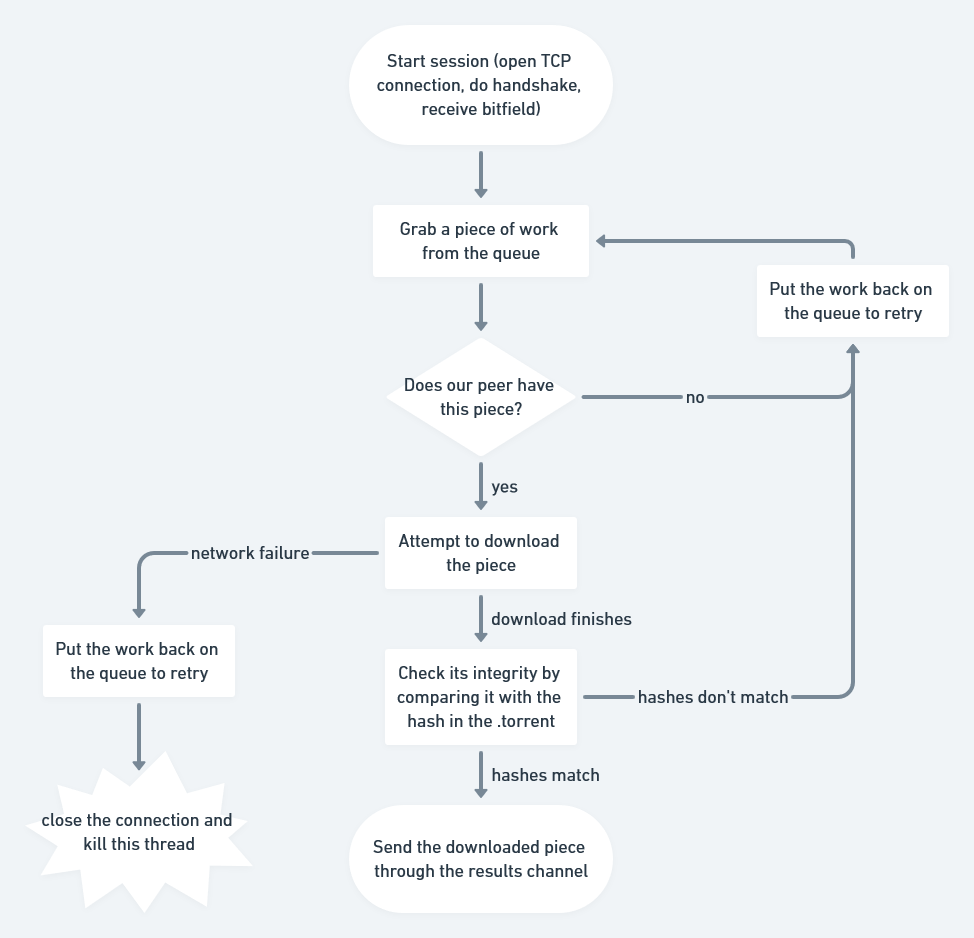 Start session (open TCP
connection, do handshake,
receive bitfield)
Grab a piece of work
from the queue
Put the work back on
the queue to retry
Does our peer have
this piece?
no
yes
Attempt to download
the piece
network failure
download finishes
Put the work back on
the queue to retry
Check its integrity by
comparing it with the
hash in the .torrent
hashes don't match
hashes match
close the connection and
kill this thread
Send the downloaded piece
through the results channel